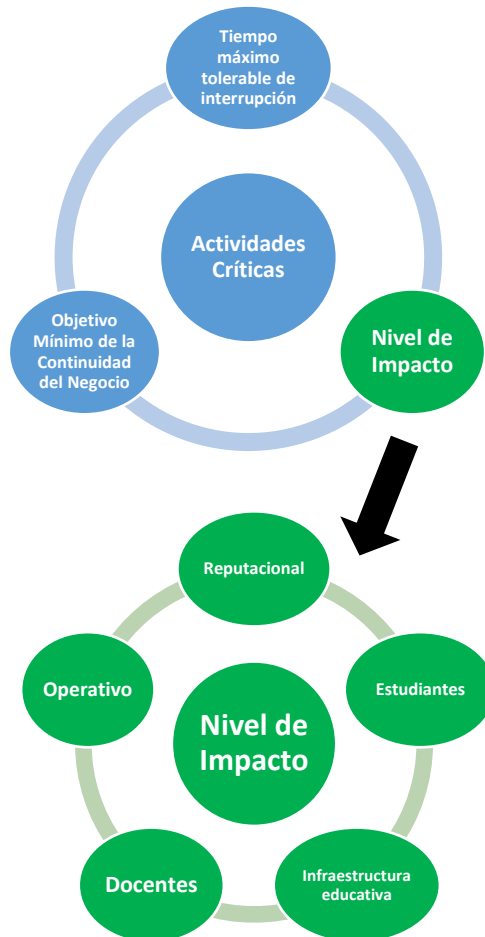 Tiempo
máximo
tolerable de
interrupción
Actividades
Críticas
Objetivo
Mínimo de la
Continuidad
del Negocio
Nivel de
Impacto
Reputacional
Operativo
Estudiantes
Nivel de
Impacto
Docentes
Infraestructura
educativa